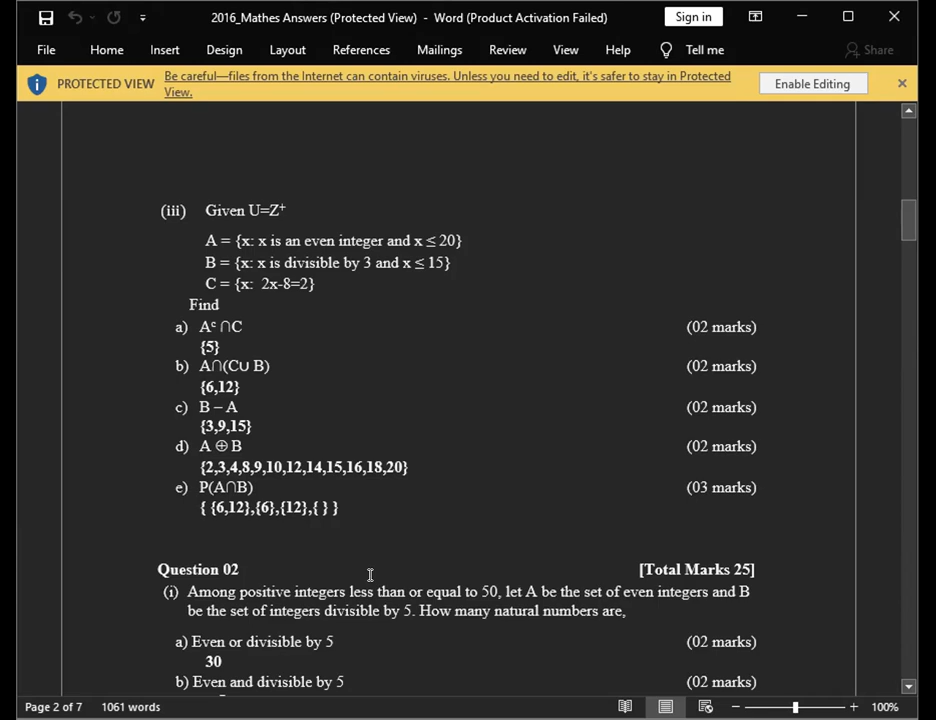 2016_Mathes Answers (Protected View) - Word (Product Activation Failed)
Sign in
File Home Insert Design Layout References Mailings Review View Help Tell me Share
PROTECTED VIEW Be careful—files from the Internet can contain viruses. Unless you need to edit, it's safer to stay in Protected View. Enable Editing
(iii) Given U=Z⁺
A = {x: x is an even integer and x ≤ 20}
B = {x: x is divisible by 3 and x ≤ 15}
C = {x: 2x-8=2}
Find
a) Aᶜ ∩C (02 marks)
{5}
b) A∩(C∪ B) (02 marks)
{6,12}
c) B – A (02 marks)
{3,9,15}
d) A ⊕ B (02 marks)
{2,3,4,8,9,10,12,14,15,16,18,20}
e) P(A∩B) (03 marks)
{ {6,12},{6},{12},{ } }
Question 02 [Total Marks 25]
(i) Among positive integers less than or equal to 50, let A be the set of even integers and B
be the set of integers divisible by 5. How many natural numbers are,
a) Even or divisible by 5 (02 marks)
30
b) Even and divisible by 5 (02 marks)
Page 2 of 7 1061 words 100%